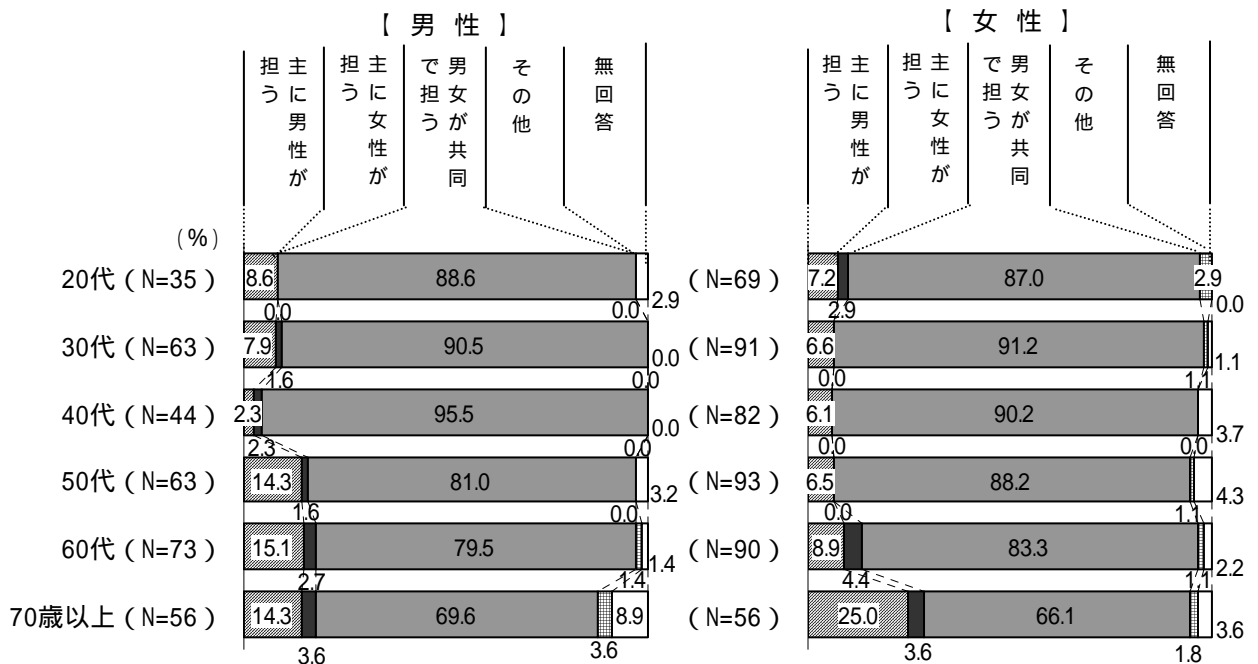 【 男 性 】
【 女 性 】
主に男性が担う
主に女性が担う
男女が共同で担う
その他
無回答
主に男性が担う
主に女性が担う
男女が共同で担う
その他
無回答
(%)
20代(N=35) 8.6 0.0 88.6 0.0 2.9
(N=69) 7.2 2.9 87.0 2.9 0.0
30代(N=63) 7.9 1.6 90.5 0.0 0.0
(N=91) 6.6 0.0 91.2 1.1 1.1
40代(N=44) 2.3 2.3 95.5 0.0 0.0
(N=82) 6.1 0.0 90.2 0.0 3.7
50代(N=63) 14.3 1.6 81.0 0.0 3.2
(N=93) 6.5 0.0 88.2 1.1 4.3
60代(N=73) 15.1 2.7 79.5 1.4 1.4
(N=90) 8.9 4.4 83.3 1.1 2.2
70歳以上(N=56) 14.3 3.6 69.6 3.6 8.9
(N=56) 25.0 3.6 66.1 1.8 3.6